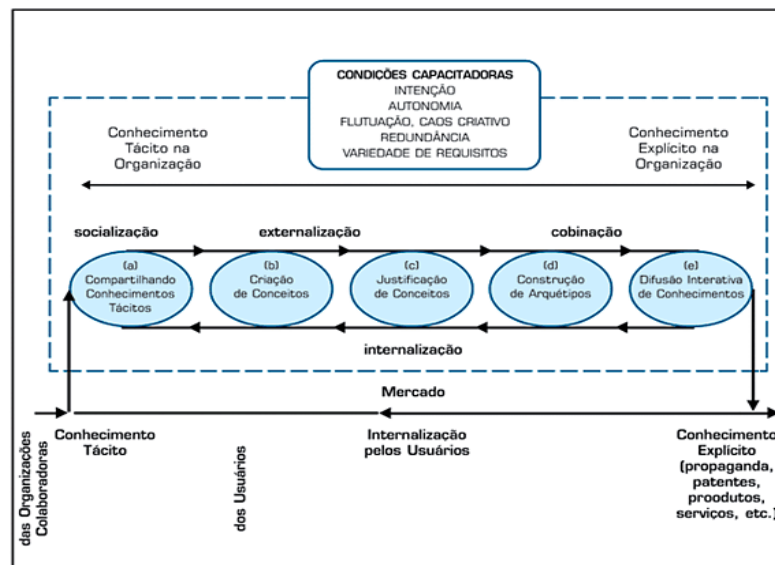 CONDIÇÕES CAPACITADORAS
INTENÇÃO
AUTONOMIA
FLUTUAÇÃO, CAOS CRIATIVO
REDUNDÂNCIA
VARIEDADE DE REQUISITOS
Conhecimento
Tácito na
Organização
Conhecimento
Explícito na
Organização
socialização
externalização
cobinação
(a)
Compartilhando
Conhecimentos
Tácitos
(b)
Criação
de Conceitos
(c)
Justificação
de Conceitos
(d)
Construção
de Arquétipos
(e)
Difusão Interativa
de Conhecimentos
internalização
Mercado
das Organizações
Colaboradoras
Conhecimento
Tácito
dos Usuários
Internalização
pelos Usuários
Conhecimento
Explícito
(propaganda,
patentes,
proodutos,
serviços, etc.)